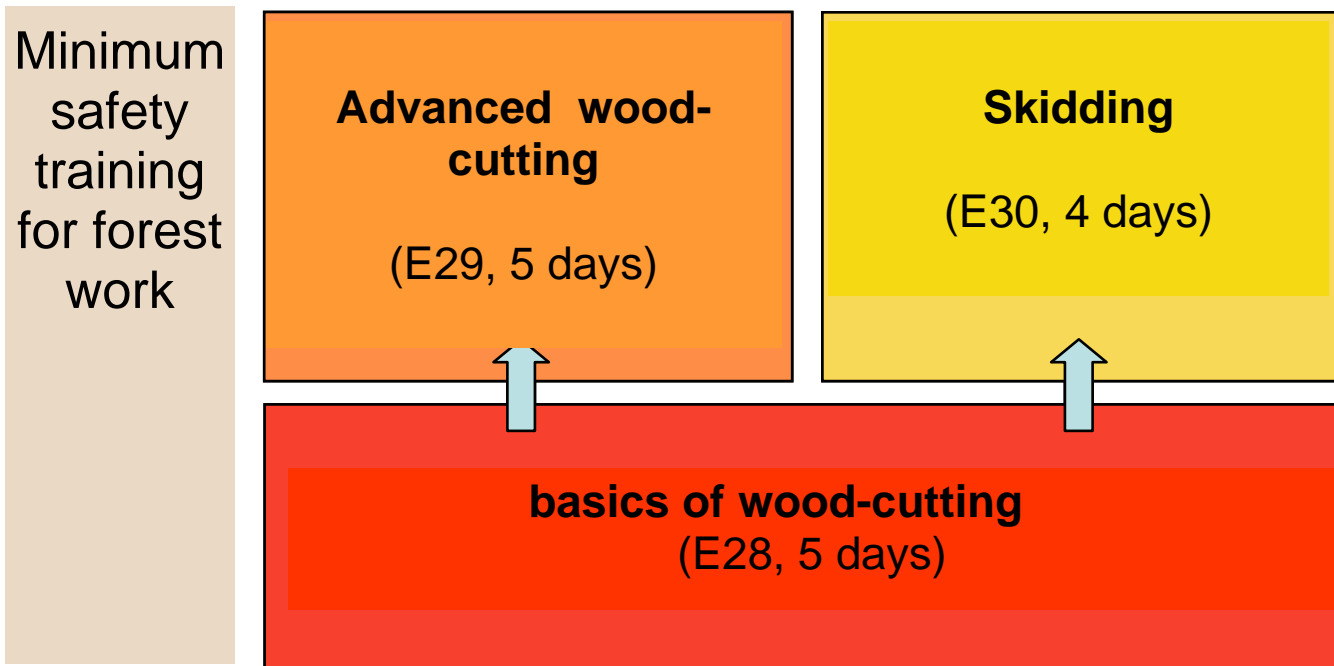 Minimum
safety
training
for forest
work
Advanced wood-
cutting
(E29, 5 days)
Skidding
(E30, 4 days)
basics of wood-cutting
(E28, 5 days)